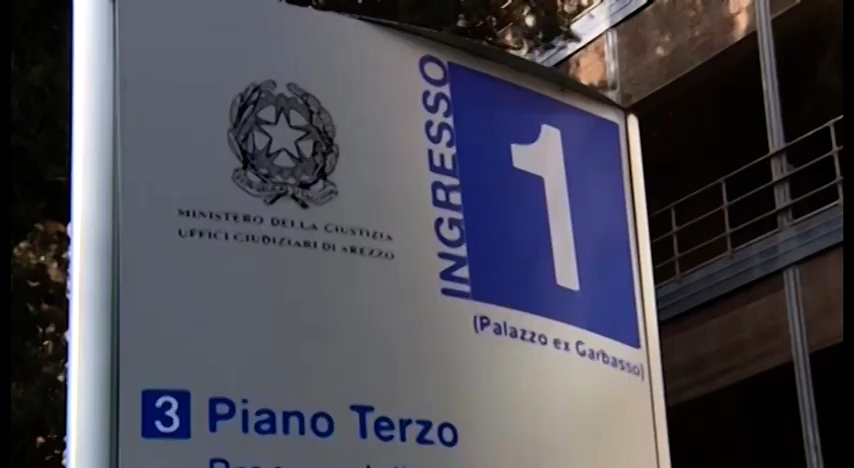 MINISTERO DELLA GIUSTIZIA
UFFICI GIUDIZIARI DI AREZZO
INGRESSO
1
(Palazzo ex Garbasso)
3 Piano Terzo